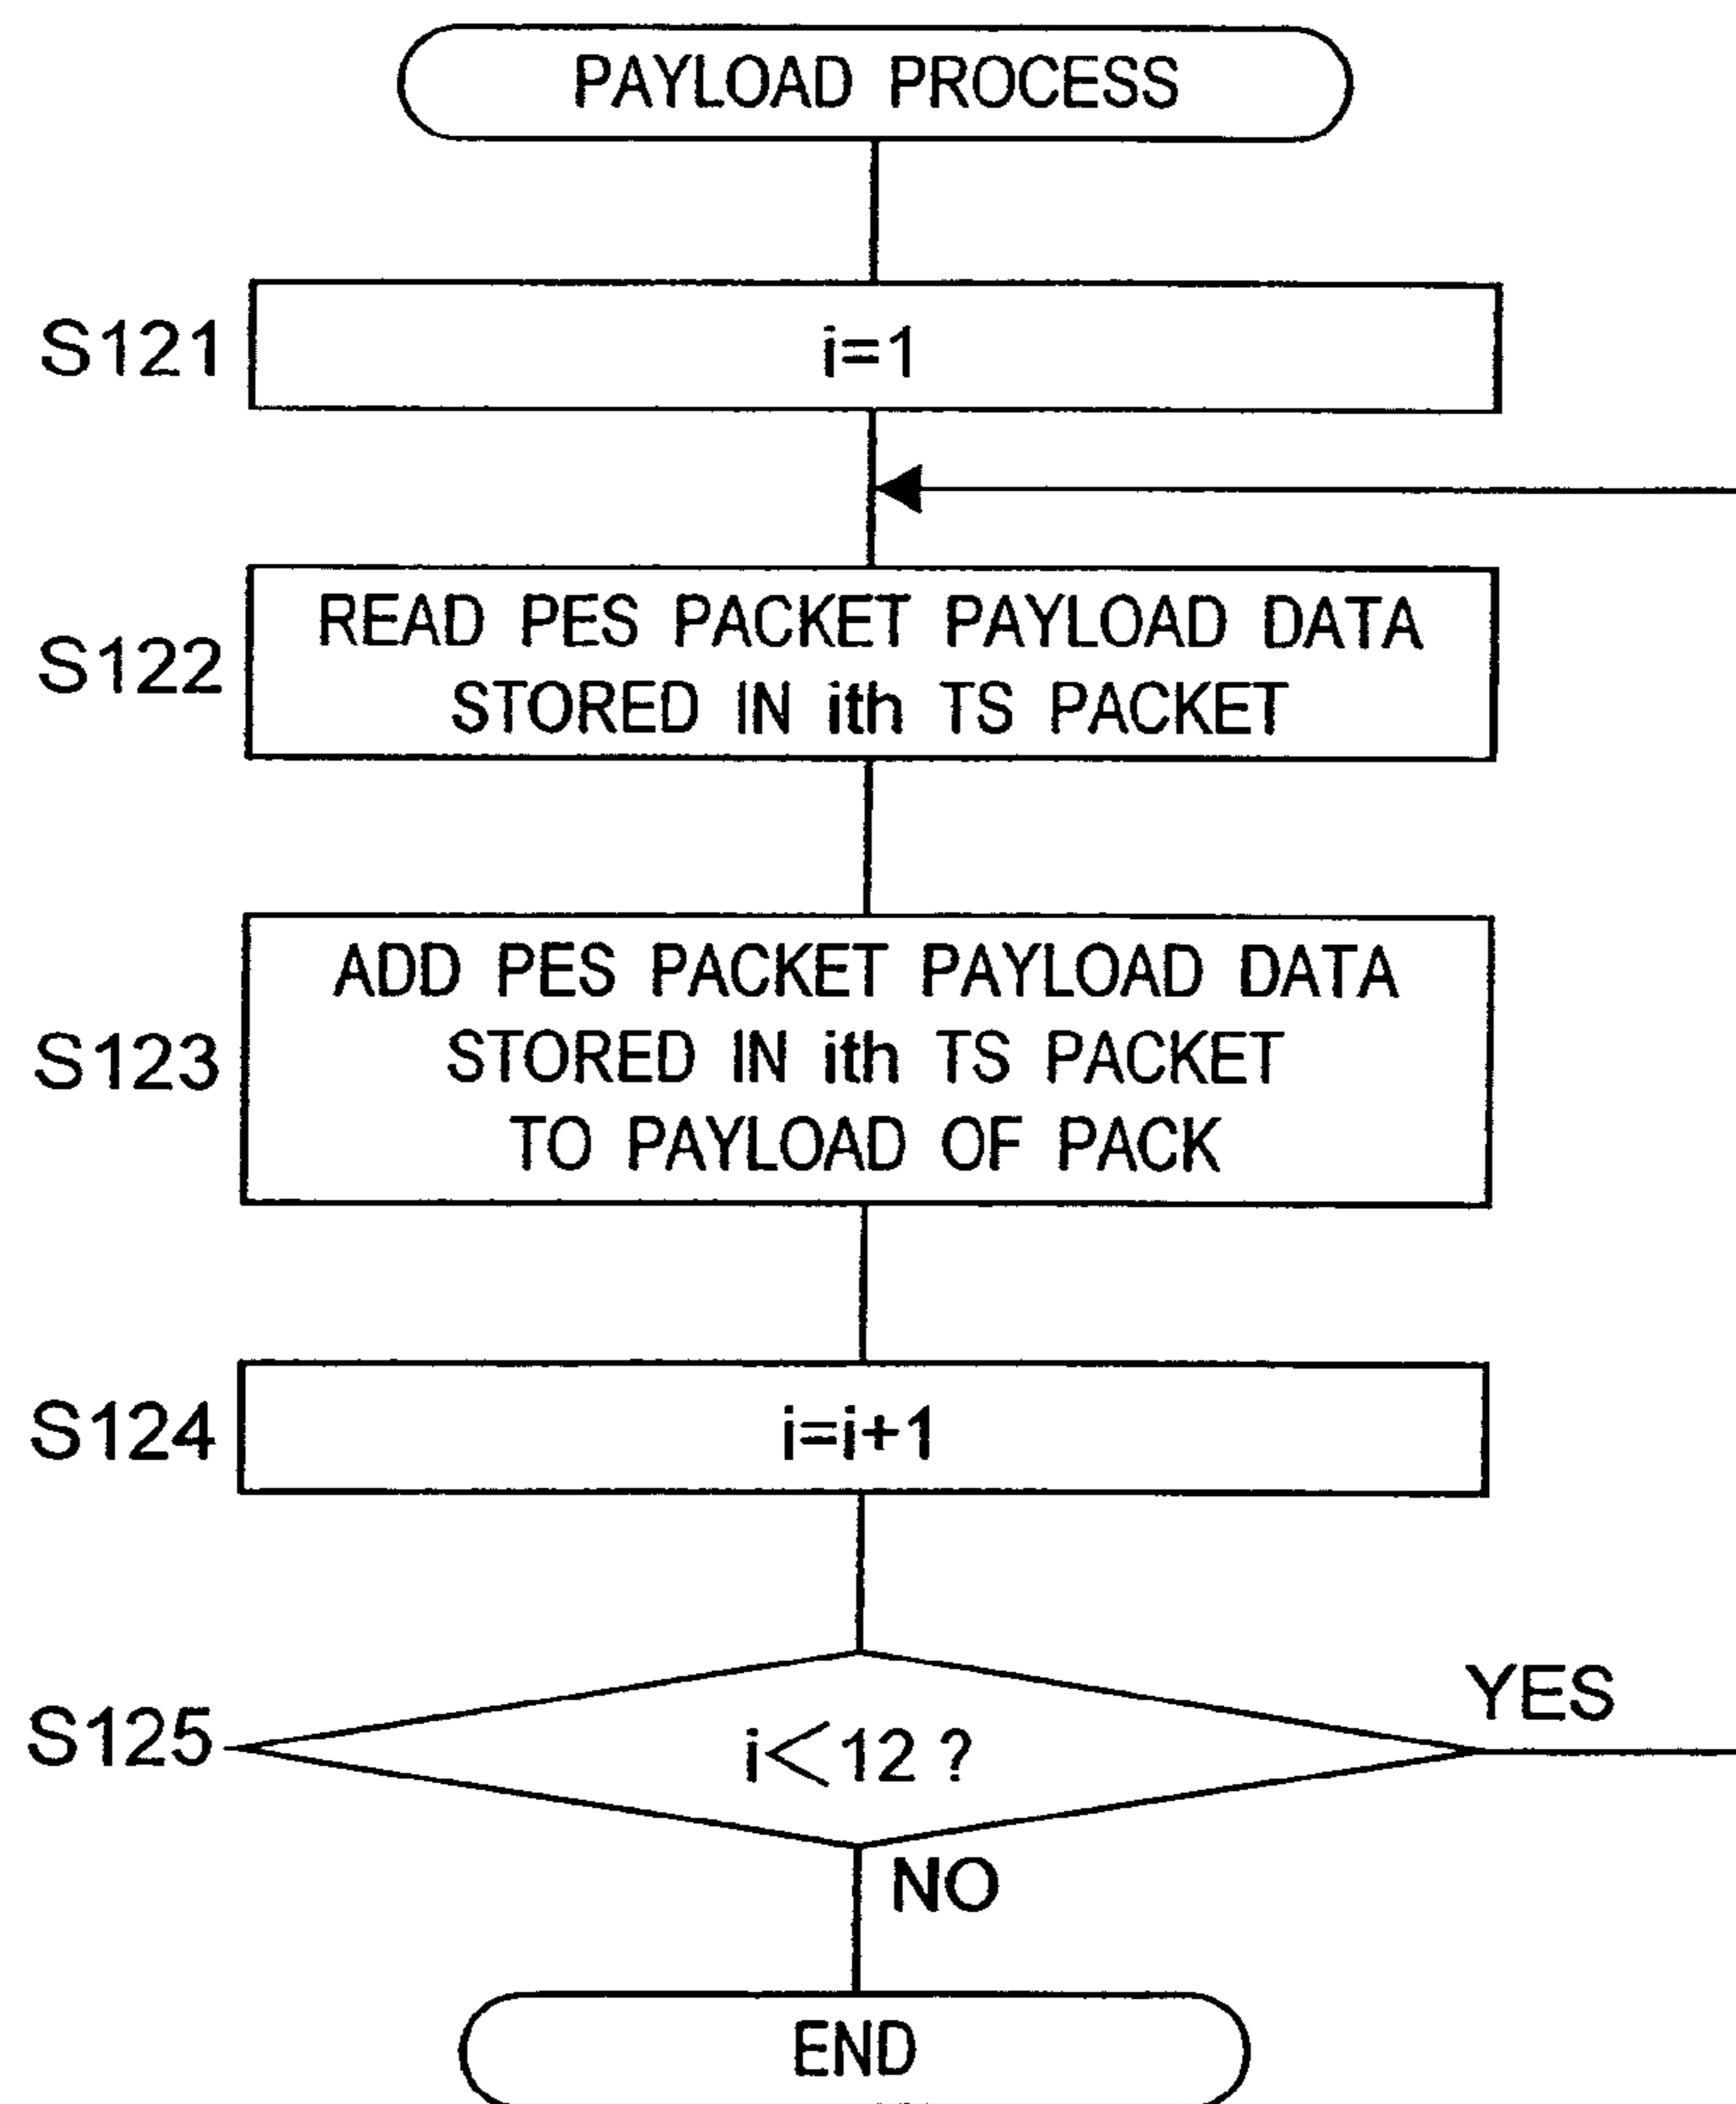 PAYLOAD PROCESS
S121
i=1
S122
READ PES PACKET PAYLOAD DATA
STORED IN ith TS PACKET
S123
ADD PES PACKET PAYLOAD DATA
STORED IN ith TS PACKET
TO PAYLOAD OF PACK
S124
i=i+1
S125
i<12 ?
YES
NO
END